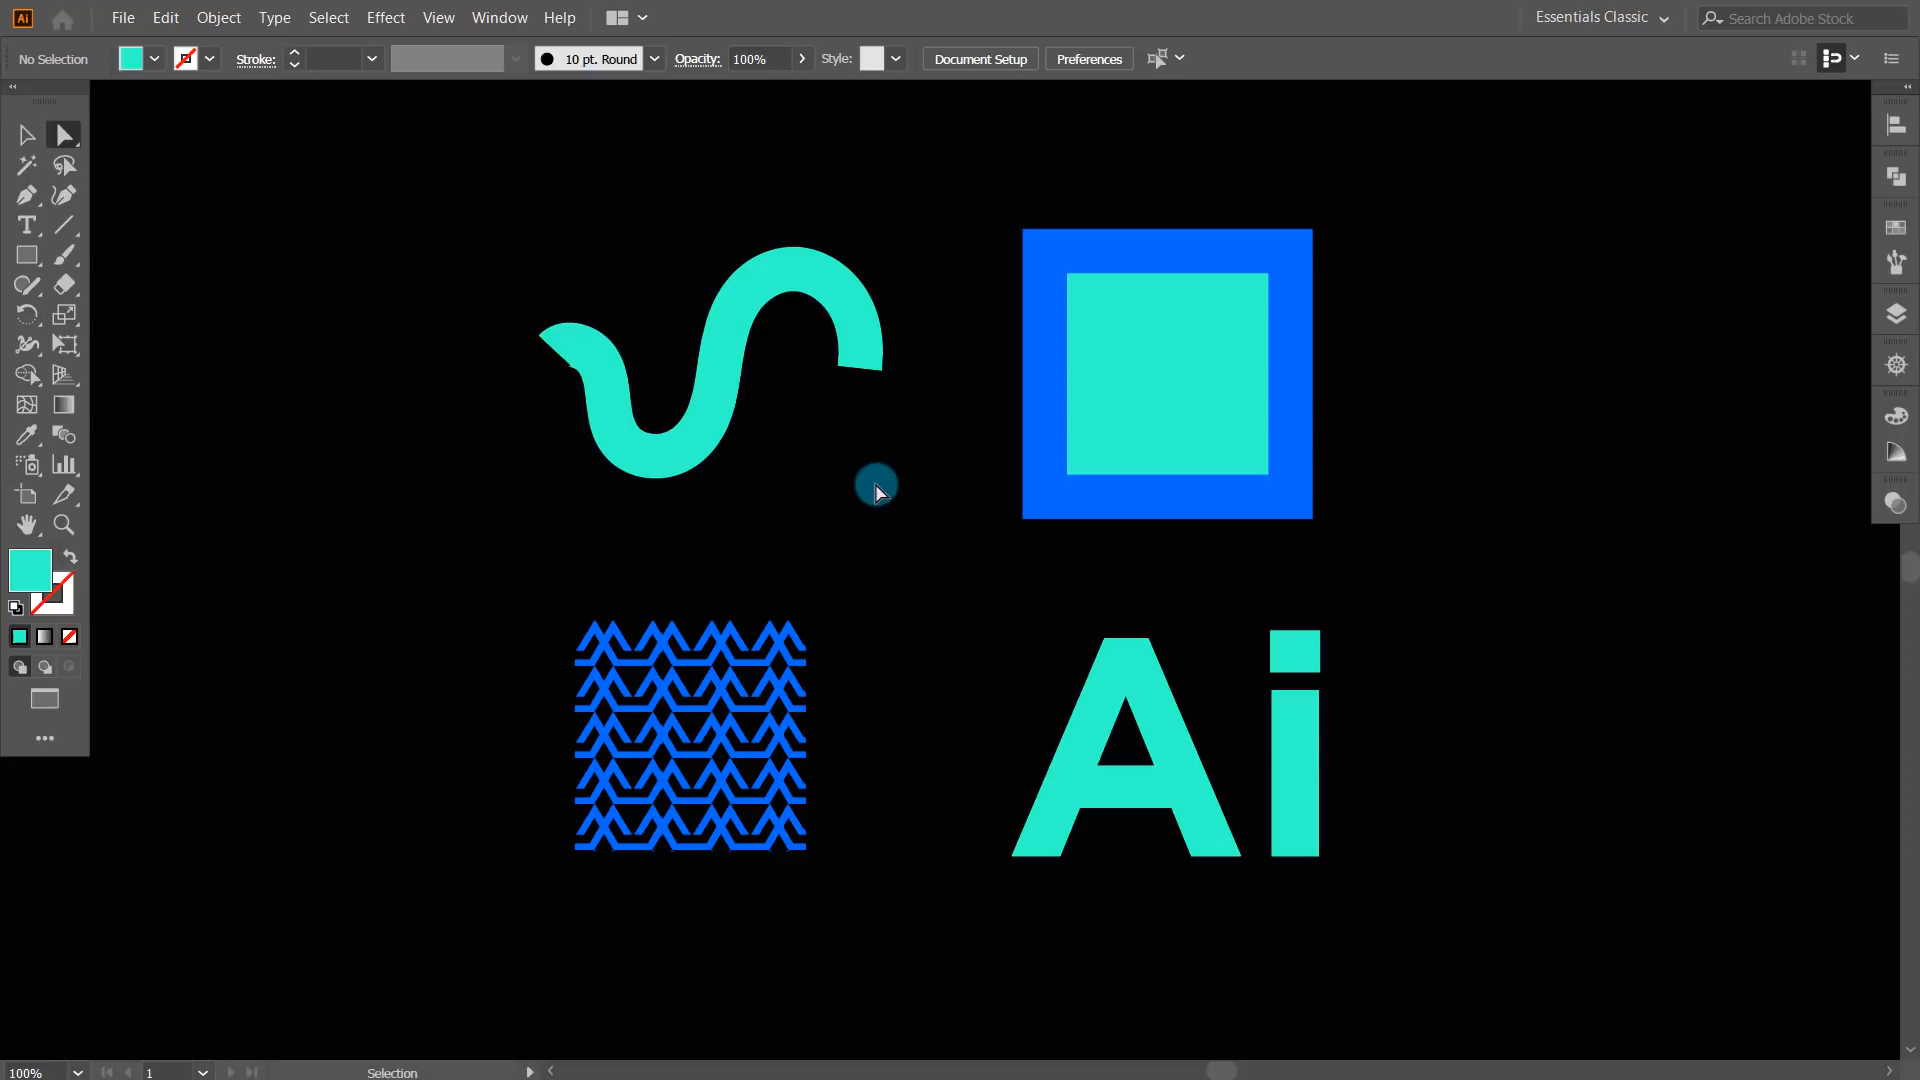 Ai File Edit Object Type Select Effect View Window Help Essentials Classic Search Adobe Stock
No Selection Stroke: 10 pt. Round Opacity: 100% Style: Document Setup Preferences
T
Ai
100% 1 Selection